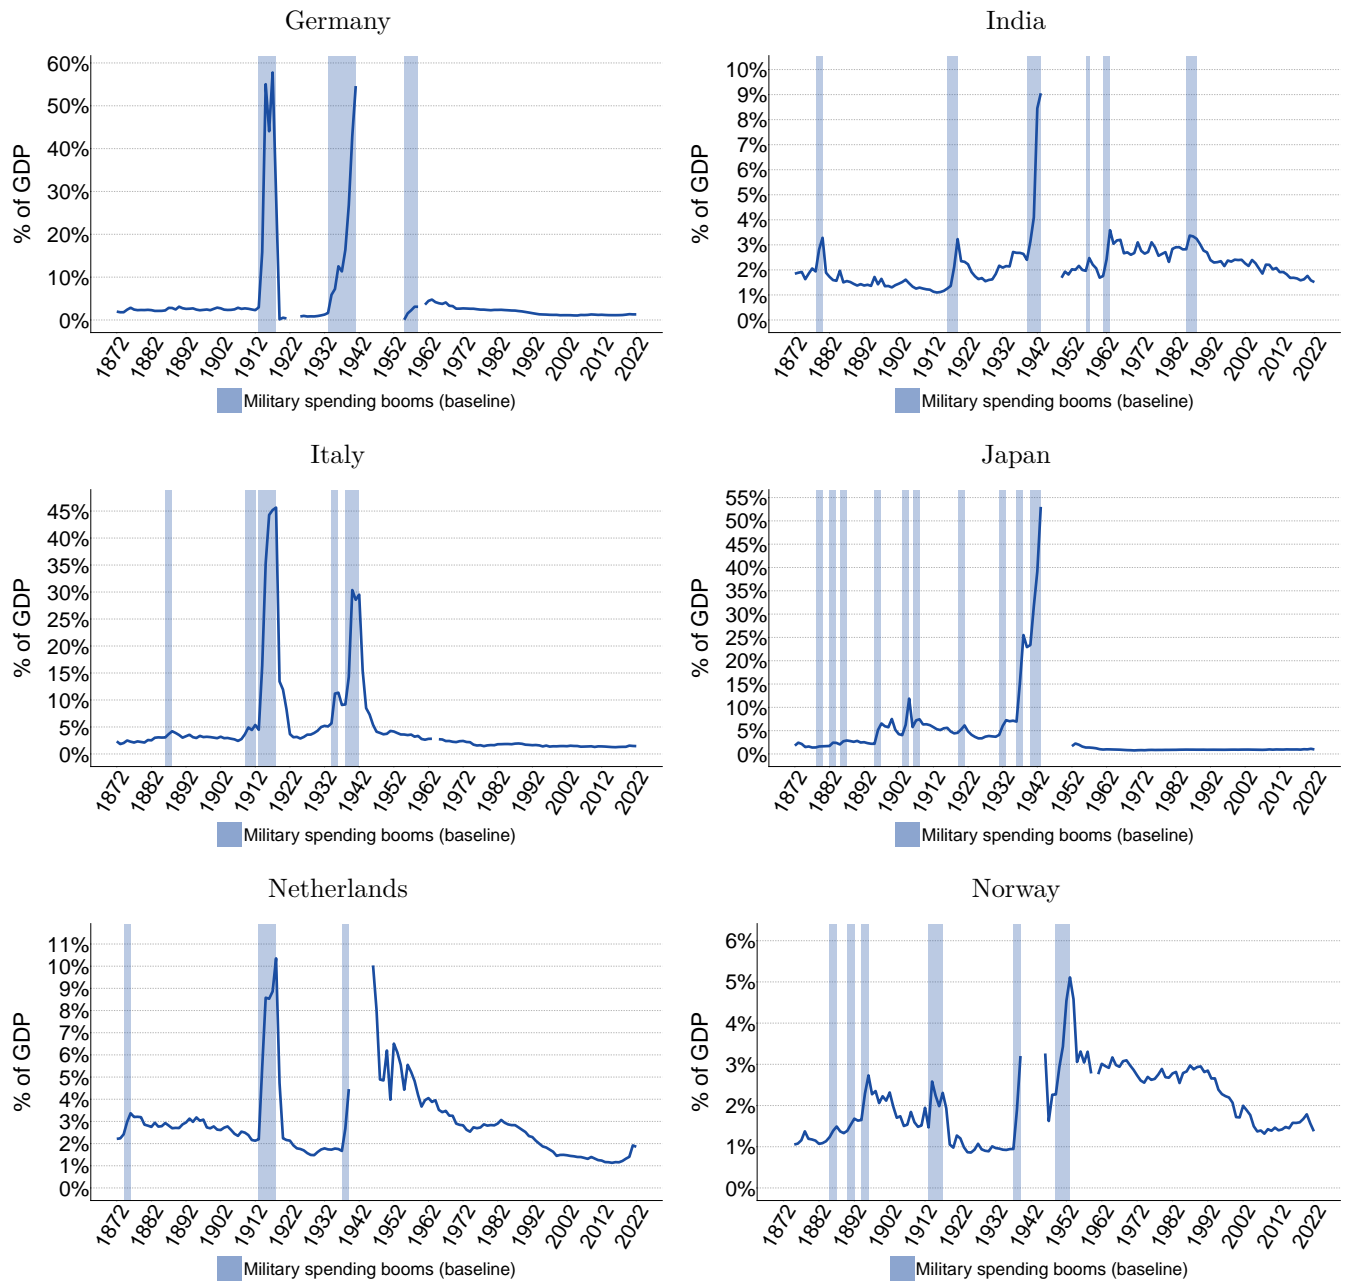 Germany
% of GDP
60%
50%
40%
30%
20%
10%
0%
1872 1882 1892 1902 1912 1922 1932 1942 1952 1962 1972 1982 1992 2002 2012 2022
Military spending booms (baseline)
India
% of GDP
10%
9%
8%
7%
6%
5%
4%
3%
2%
1%
0%
1872 1882 1892 1902 1912 1922 1932 1942 1952 1962 1972 1982 1992 2002 2012 2022
Military spending booms (baseline)
Italy
% of GDP
45%
40%
35%
30%
25%
20%
15%
10%
5%
0%
1872 1882 1892 1902 1912 1922 1932 1942 1952 1962 1972 1982 1992 2002 2012 2022
Military spending booms (baseline)
Japan
% of GDP
55%
50%
45%
40%
35%
30%
25%
20%
15%
10%
5%
0%
1872 1882 1892 1902 1912 1922 1932 1942 1952 1962 1972 1982 1992 2002 2012 2022
Military spending booms (baseline)
Netherlands
% of GDP
11%
10%
9%
8%
7%
6%
5%
4%
3%
2%
1%
0%
1872 1882 1892 1902 1912 1922 1932 1942 1952 1962 1972 1982 1992 2002 2012 2022
Military spending booms (baseline)
Norway
% of GDP
6%
5%
4%
3%
2%
1%
0%
1872 1882 1892 1902 1912 1922 1932 1942 1952 1962 1972 1982 1992 2002 2012 2022
Military spending booms (baseline)